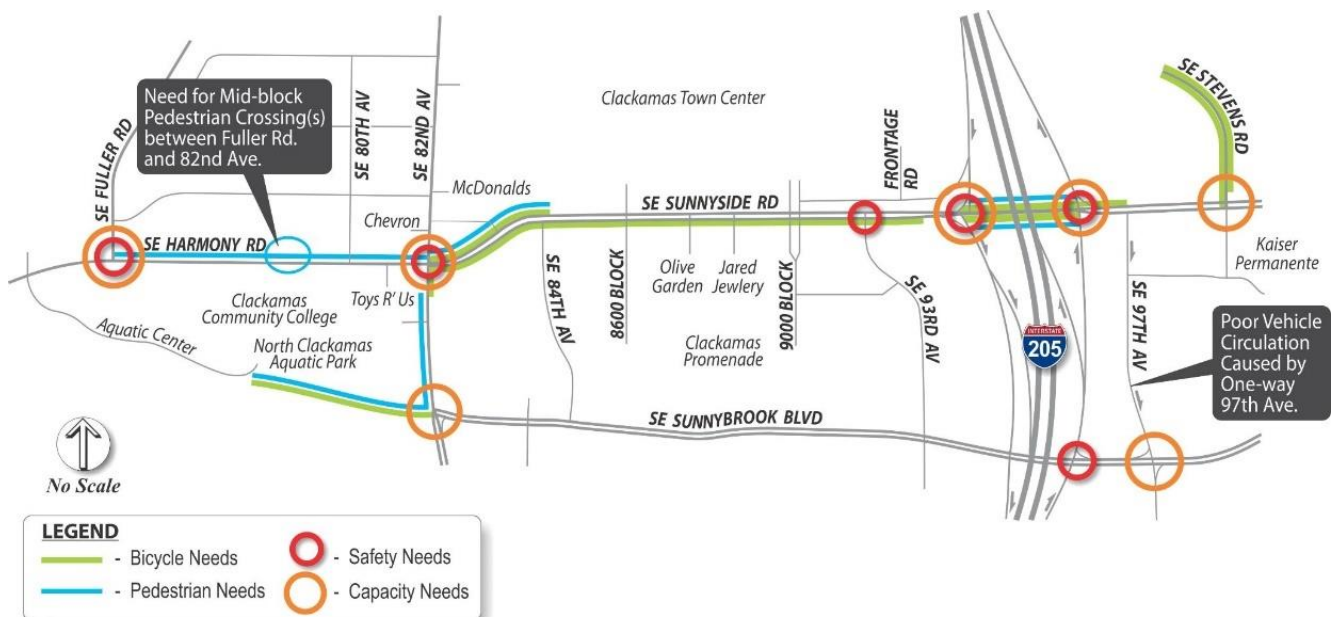 Need for Mid-block
Pedestrian Crossing(s)
between Fuller Rd.
and 82nd Ave.
SE FULLER RD
SE 80TH AV
SE 82ND AV
Clackamas Town Center
SE STEVENS RD
FRONTAGE
RD
McDonalds
Chevron
SE SUNNYSIDE RD
SE HARMONY RD
Kaiser
Permanente
Toys R' Us
SE 84TH AV
8600 BLOCK
Olive
Garden
Jared
Jewlery
9000 BLOCK
SE 93RD AV
SE 97TH AV
Clackamas
Community College
Aquatic Center
North Clackamas
Aquatic Park
Clackamas
Promenade
INTERSTATE
205
Poor Vehicle
Circulation
Caused by
One-way
97th Ave.
SE SUNNYBROOK BLVD
No Scale
LEGEND
- Bicycle Needs
- Safety Needs
- Pedestrian Needs
- Capacity Needs